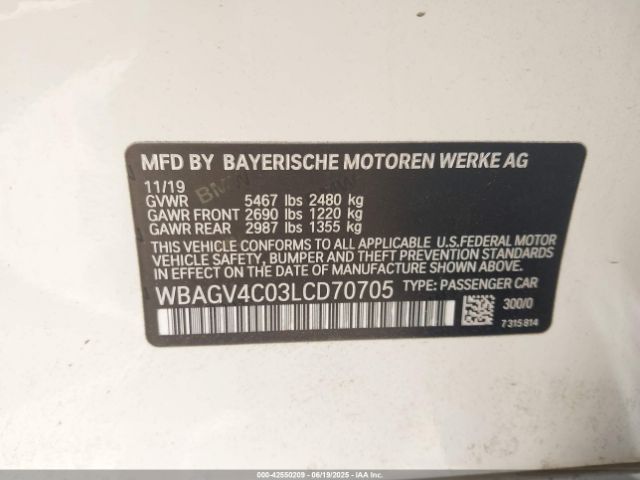 MFD BY BAYERISCHE MOTOREN WERKE AG
11/19
GVWR 5467 lbs 2480 kg
GAWR FRONT 2690 lbs 1220 kg
GAWR REAR 2987 lbs 1355 kg
THIS VEHICLE CONFORMS TO ALL APPLICABLE U.S.FEDERAL MOTOR
VEHICLE SAFETY, BUMPER AND THEFT PREVENTION STANDARDS
IN EFFECT ON THE DATE OF MANUFACTURE SHOWN ABOVE.
WBAGV4C03LCD70705 TYPE: PASSENGER CAR
300/0
7315814
000-42550209 - 06/19/2025 - IAAI.COM